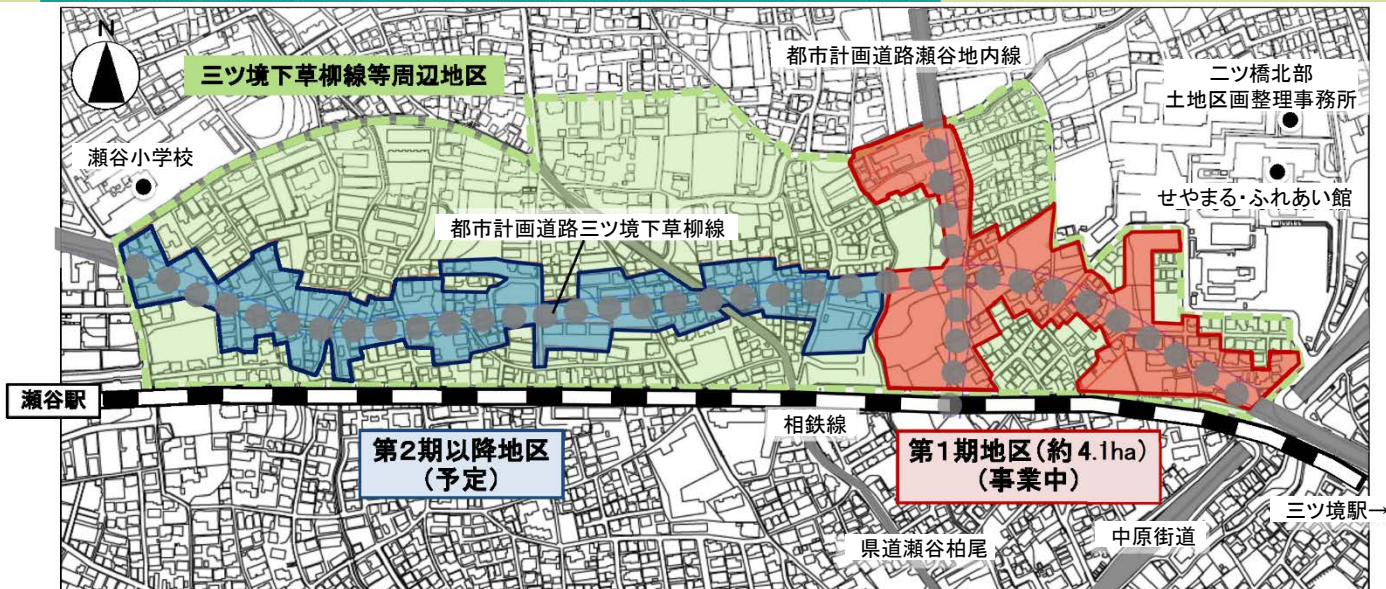 N
三ツ境下草柳線等周辺地区
都市計画道路瀬谷地内線
二ツ橋北部
土地区画整理事務所
瀬谷小学校
せやまる・ふれあい館
都市計画道路三ツ境下草柳線
瀬谷駅
相鉄線
第2期以降地区
(予定)
第1期地区(約4.1ha)
(事業中)
三ツ境駅→
県道瀬谷柏尾
中原街道